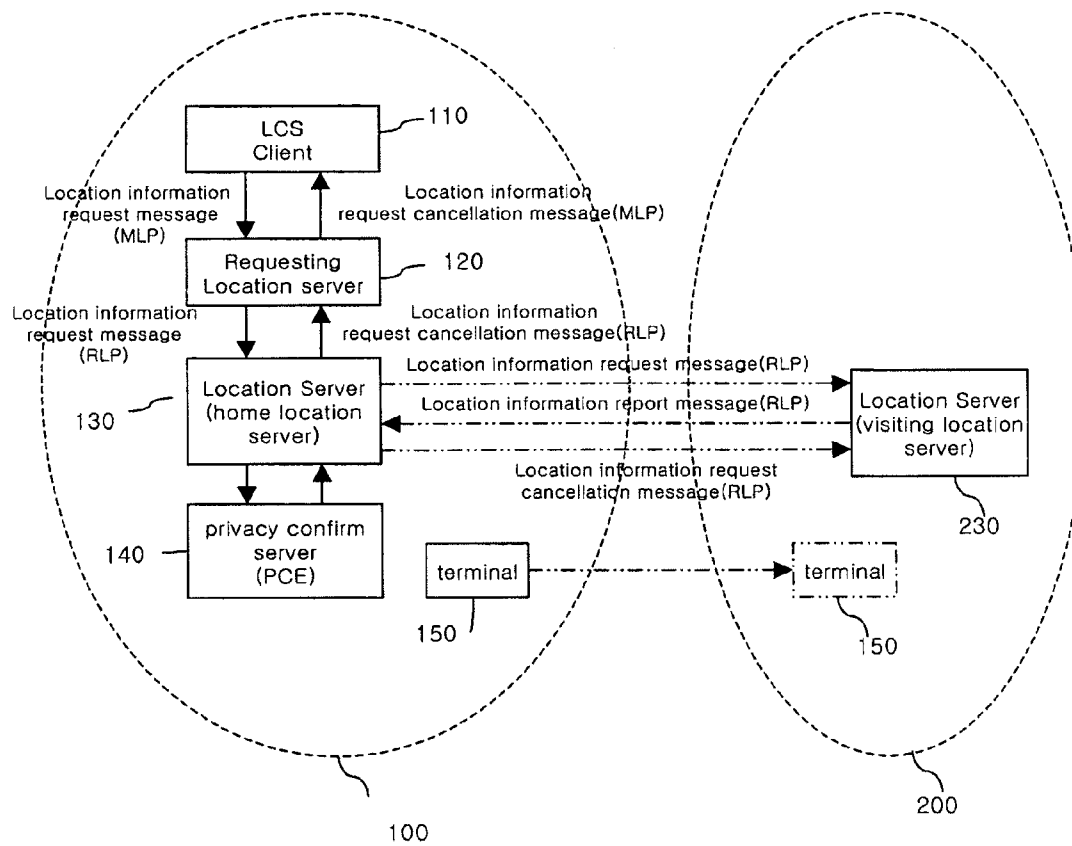 LCS
Client
110
Location information
request message
(MLP)
Location information
request cancellation message(MLP)
Requesting
Location server
120
Location information
request message
(RLP)
Location information
request cancellation message(RLP)
Location Server
(home location
server)
130
Location information request message(RLP)
Location information report message(RLP)
Location information request
cancellation message(RLP)
Location Server
(visiting location
server)
230
privacy confirm
server
(PCE)
140
terminal
150
terminal
150
100
200